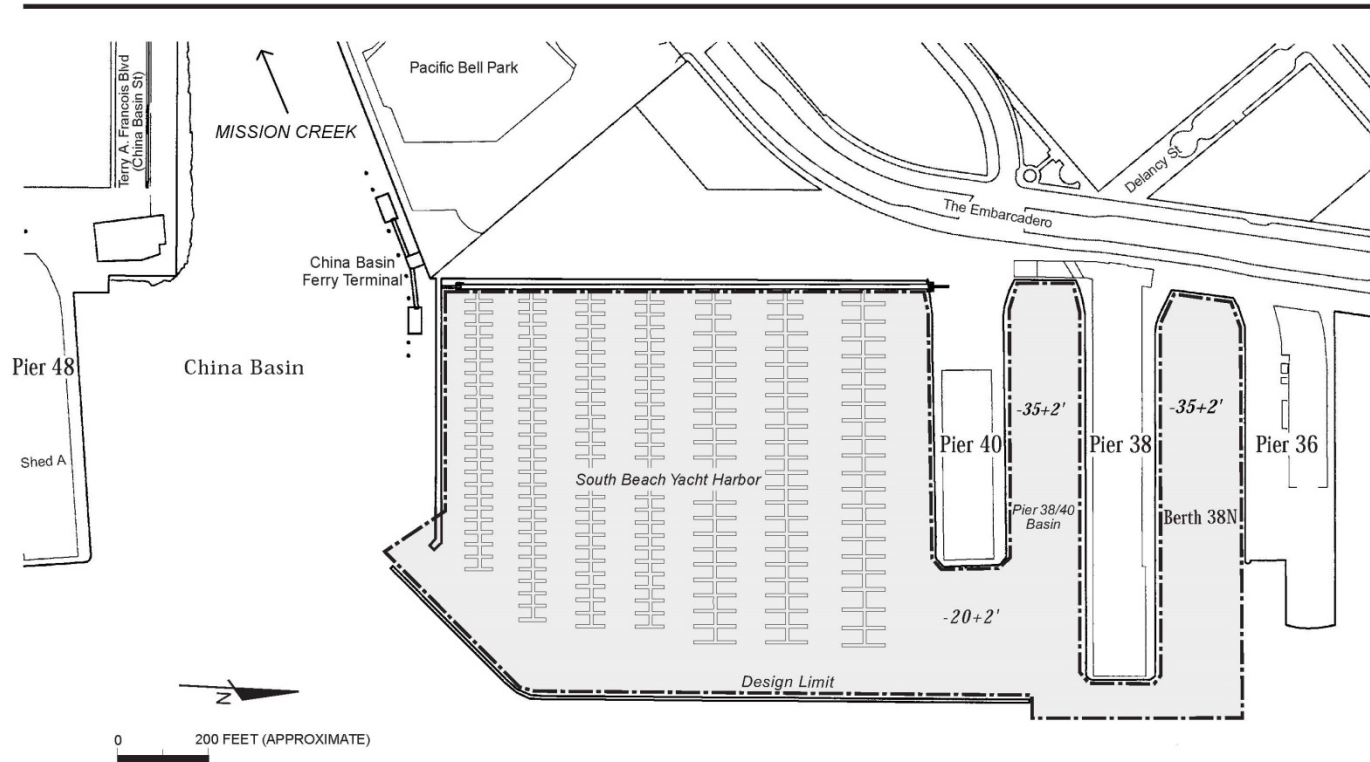 Terry A. Francois Blvd
(China Basin St)
MISSION CREEK
Pacific Bell Park
Delancy St
The Embarcadero
China Basin
Ferry Terminal
Pier 48
China Basin
Shed A
South Beach Yacht Harbor
Pier 40
-35+2'
Pier 38/40
Basin
Pier 38
-35+2'
Berth 38N
Pier 36
-20+2'
Design Limit
N
0 200 FEET (APPROXIMATE)